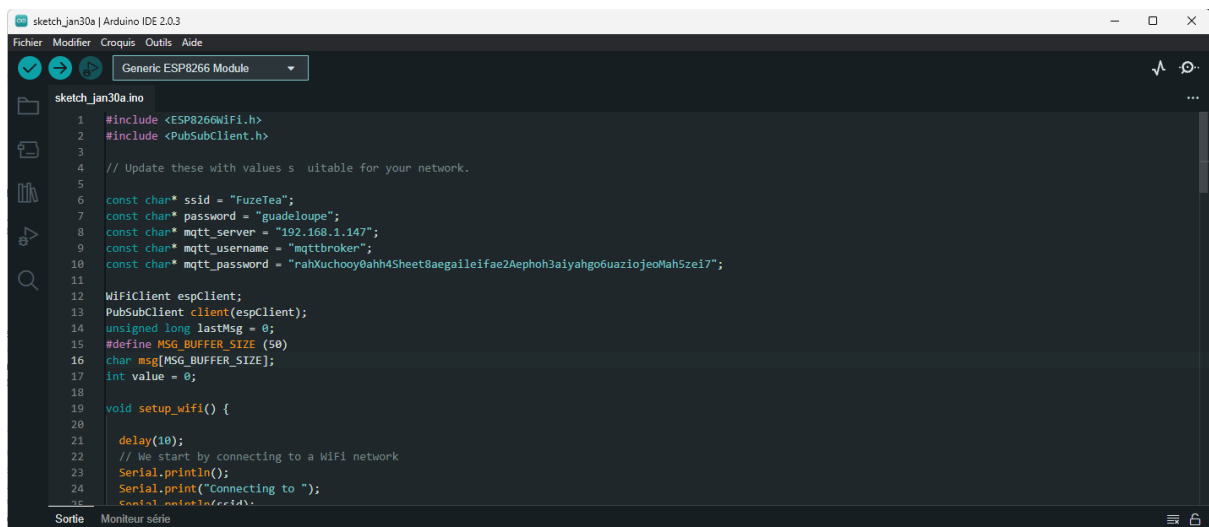 sketch_jan30a | Arduino IDE 2.0.3
Fichier Modifier Croquis Outils Aide
Generic ESP8266 Module
sketch_jan30a.ino
1 #include <ESP8266WiFi.h>
2 #include <PubSubClient.h>
3
4 // Update these with values s  uitable for your network.
5
6 const char* ssid = "FuzeTea";
7 const char* password = "guadeloupe";
8 const char* mqtt_server = "192.168.1.147";
9 const char* mqtt_username = "mqttbroker";
10 const char* mqtt_password = "rahXuchooy0ahh4Sheet8aegaileifae2Aephoh3aiyahgo6uaziojeoMah5zei7";
11
12 WiFiClient espClient;
13 PubSubClient client(espClient);
14 unsigned long lastMsg = 0;
15 #define MSG_BUFFER_SIZE (50)
16 char msg[MSG_BUFFER_SIZE];
17 int value = 0;
18
19 void setup_wifi() {
20
21 delay(10);
22 // We start by connecting to a WiFi network
23 Serial.println();
24 Serial.print("Connecting to ");
25 Serial.println(ssid);
Sortie Moniteur série